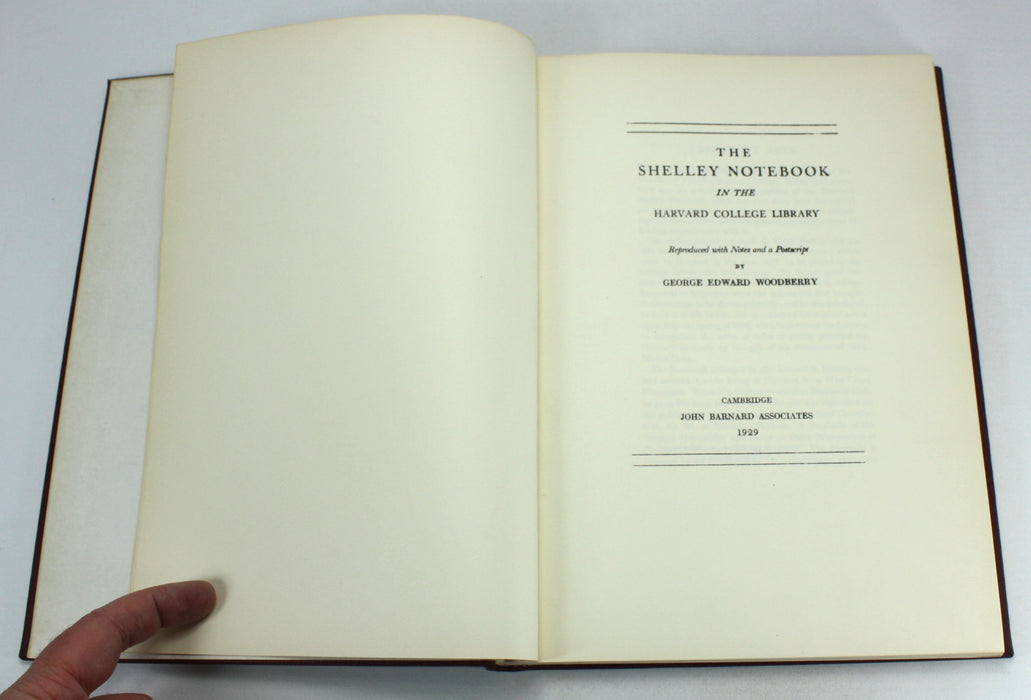 THE
SHELLEY NOTEBOOK
IN THE
HARVARD COLLEGE LIBRARY
Reproduced with Notes and a Postscript
BY
GEORGE EDWARD WOODBERRY
CAMBRIDGE
JOHN BARNARD ASSOCIATES
1929